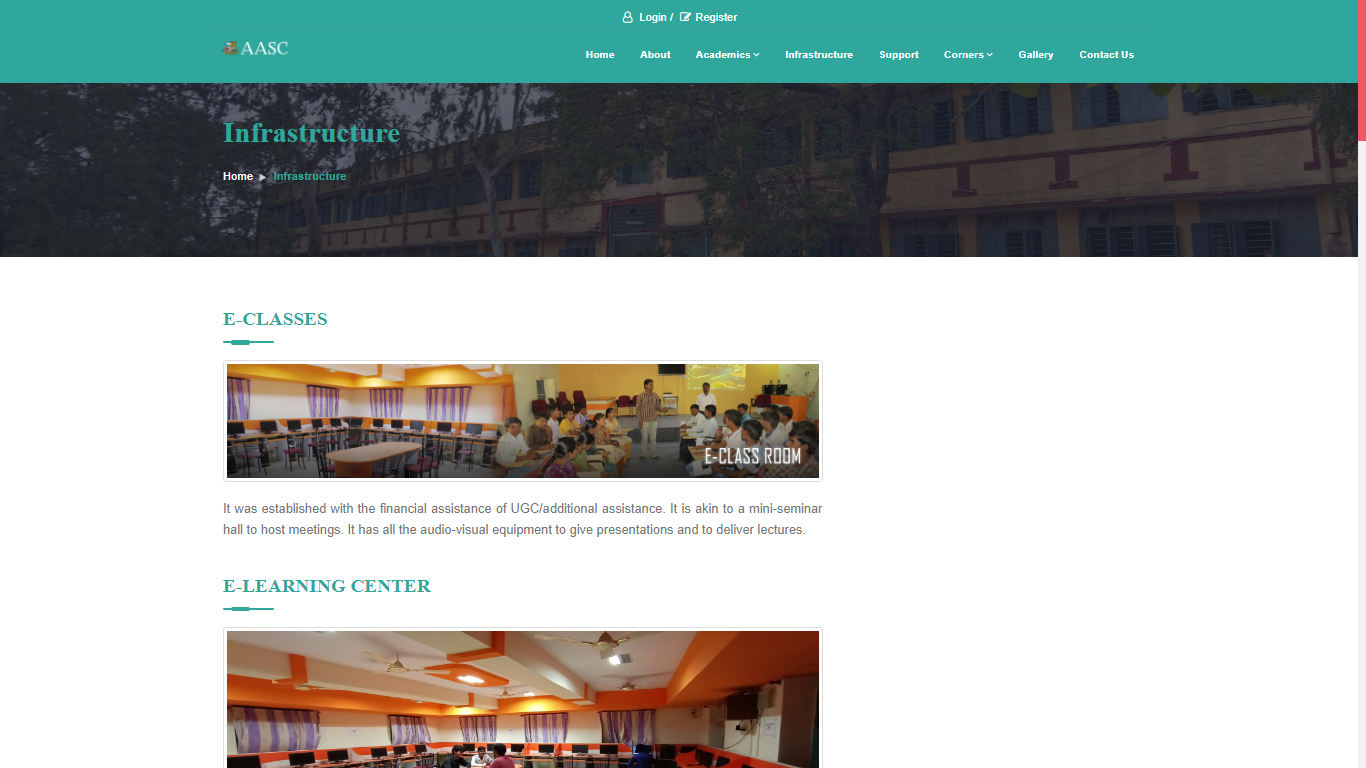 Login / Register
AASC
Home About Academics Infrastructure Support Corners Gallery Contact Us
Infrastructure
Home Infrastructure
E-CLASSES
E-CLASS ROOM
It was established with the financial assistance of UGC/additional assistance. It is akin to a mini-seminar
hall to host meetings. It has all the audio-visual equipment to give presentations and to deliver lectures.
E-LEARNING CENTER